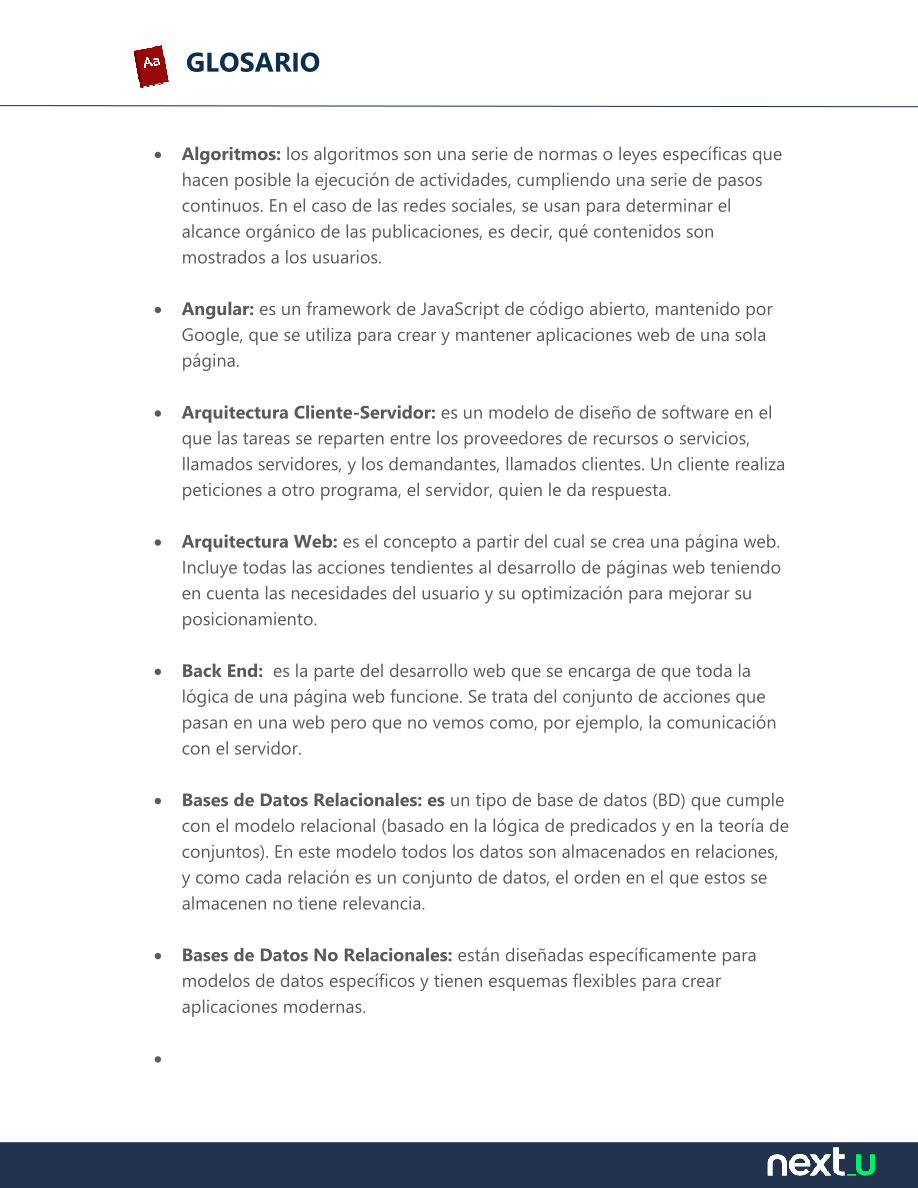 Aa GLOSARIO
• Algoritmos: los algoritmos son una serie de normas o leyes específicas que
hacen posible la ejecución de actividades, cumpliendo una serie de pasos
continuos. En el caso de las redes sociales, se usan para determinar el
alcance orgánico de las publicaciones, es decir, qué contenidos son
mostrados a los usuarios.
• Angular: es un framework de JavaScript de código abierto, mantenido por
Google, que se utiliza para crear y mantener aplicaciones web de una sola
página.
• Arquitectura Cliente-Servidor: es un modelo de diseño de software en el
que las tareas se reparten entre los proveedores de recursos o servicios,
llamados servidores, y los demandantes, llamados clientes. Un cliente realiza
peticiones a otro programa, el servidor, quien le da respuesta.
• Arquitectura Web: es el concepto a partir del cual se crea una página web.
Incluye todas las acciones tendientes al desarrollo de páginas web teniendo
en cuenta las necesidades del usuario y su optimización para mejorar su
posicionamiento.
• Back End:  es la parte del desarrollo web que se encarga de que toda la
lógica de una página web funcione. Se trata del conjunto de acciones que
pasan en una web pero que no vemos como, por ejemplo, la comunicación
con el servidor.
• Bases de Datos Relacionales: es un tipo de base de datos (BD) que cumple
con el modelo relacional (basado en la lógica de predicados y en la teoría de
conjuntos). En este modelo todos los datos son almacenados en relaciones,
y como cada relación es un conjunto de datos, el orden en el que estos se
almacenen no tiene relevancia.
• Bases de Datos No Relacionales: están diseñadas específicamente para
modelos de datos específicos y tienen esquemas flexibles para crear
aplicaciones modernas.
•
next_u